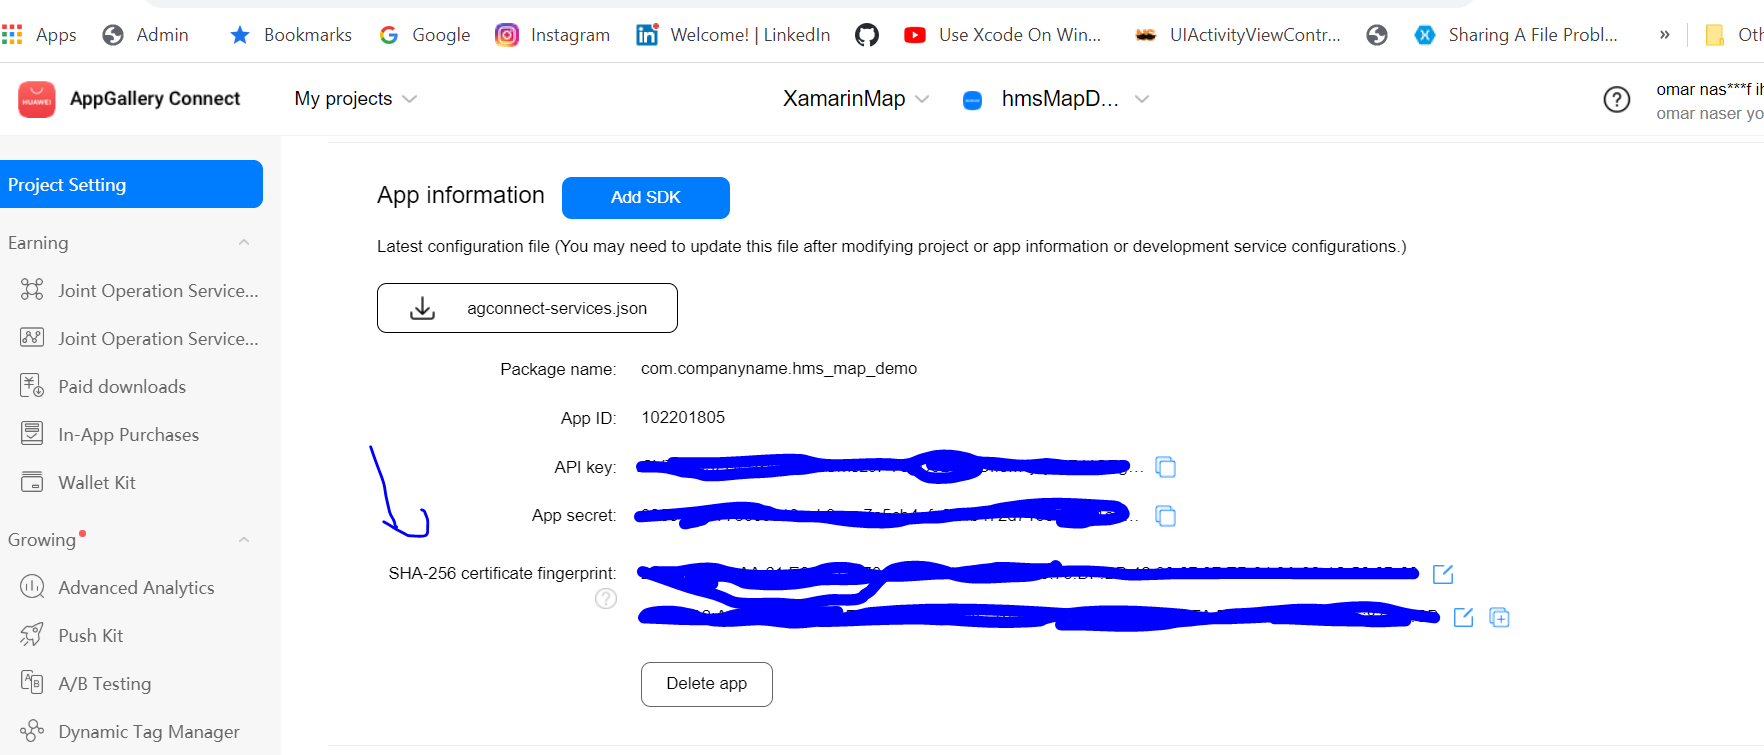 Apps Admin Bookmarks Google Instagram Welcome! | LinkedIn Use Xcode On Win... UIActivityViewContr... Sharing A File Probl... » Oth
HUAWEI AppGallery Connect My projects XamarinMap hmsMapD... ? omar nas***f ih
omar naser yo
Project Setting
Earning
Joint Operation Service...
Joint Operation Service...
Paid downloads
In-App Purchases
Wallet Kit
Growing
Advanced Analytics
Push Kit
A/B Testing
Dynamic Tag Manager
App information Add SDK
Latest configuration file (You may need to update this file after modifying project or app information or development service configurations.)
agconnect-services.json
Package name: com.companyname.hms_map_demo
App ID: 102201805
API key:
App secret:
SHA-256 certificate fingerprint:
?
Delete app